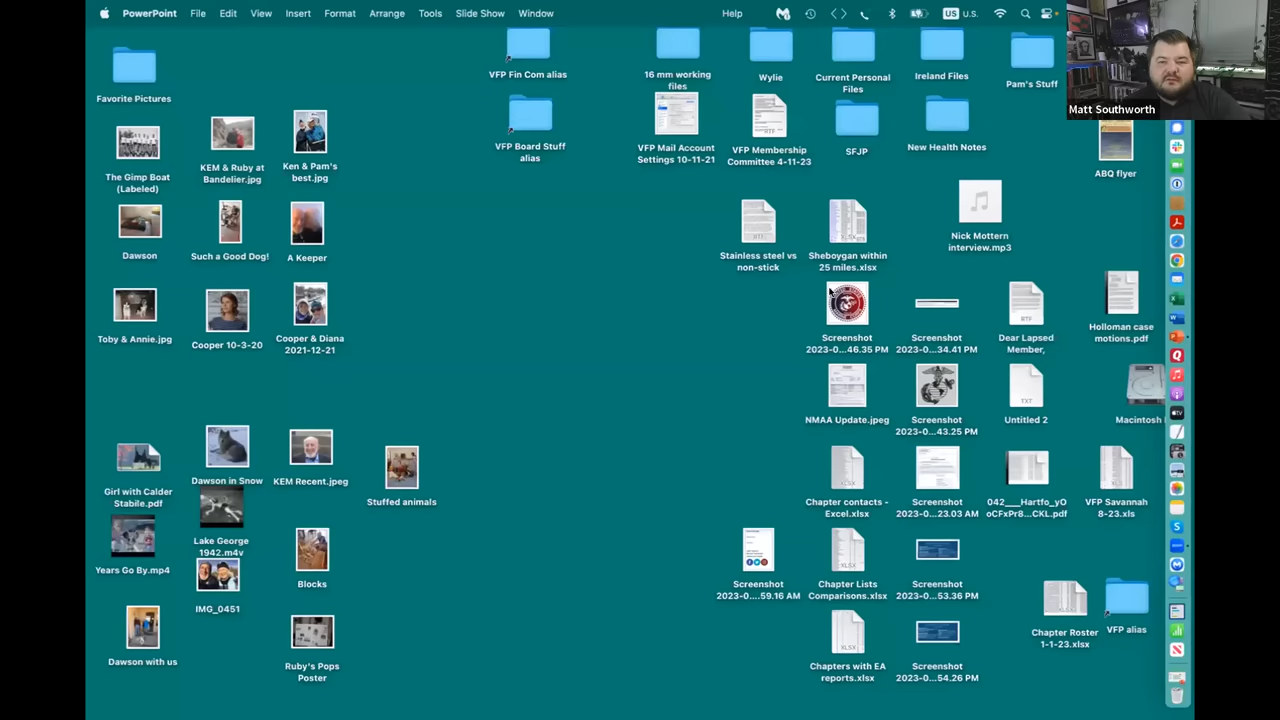 PowerPoint File Edit View Insert Format Arrange Tools Slide Show Window Help US U.S.
Matt Southworth
Favorite Pictures
VFP Fin Com alias
16 mm working
files
Wylie
Current Personal
Files
Ireland Files
Pam's Stuff
The Gimp Boat
(Labeled)
KEM & Ruby at
Bandelier.jpg
Ken & Pam's
best.jpg
VFP Board Stuff
alias
VFP Mail Account
Settings 10-11-21
RTF
VFP Membership
Committee 4-11-23
SFJP
New Health Notes
ABQ flyer
Dawson
Such a Good Dog!
A Keeper
RTF
Stainless steel vs
non-stick
XLSX
Sheboygan within
25 miles.xlsx
Nick Mottern
interview.mp3
Toby & Annie.jpg
Cooper 10-3-20
Cooper & Diana
2021-12-21
Screenshot
2023-0...46.35 PM
Screenshot
2023-0...34.41 PM
RTF
Dear Lapsed
Member,
Holloman case
motions.pdf
NMAA Update.jpeg
Screenshot
2023-0...43.25 PM
TXT
Untitled 2
Macintosh
Girl with Calder
Stabile.pdf
Dawson in Snow
KEM Recent.jpeg
Stuffed animals
XLSX
Chapter contacts -
Excel.xlsx
Screenshot
2023-0...23.03 AM
042___Hartfo_yO
oCFxPr8...CKL.pdf
VFP Savannah
8-23.xls
Years Go By.mp4
Lake George
1942.m4v
IMG_0451
Blocks
Screenshot
2023-0....59.16 AM
XLSX
Chapter Lists
Comparisons.xlsx
Screenshot
2023-0...53.36 PM
Chapter Roster
1-1-23.xlsx
VFP alias
Dawson with us
Ruby's Pops
Poster
XLSX
Chapters with EA
reports.xlsx
Screenshot
2023-0....54.26 PM